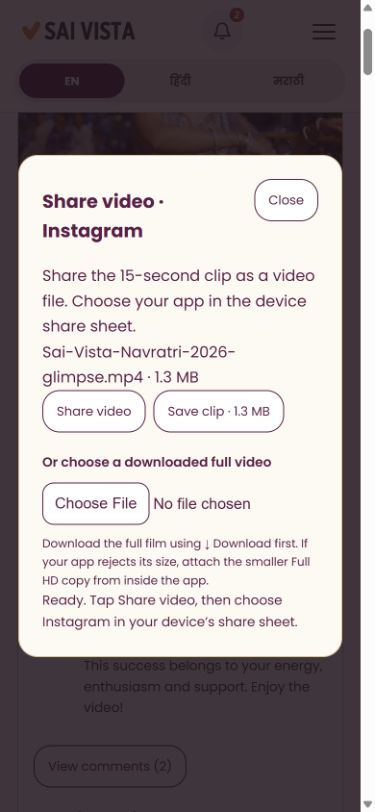 SAI VISTA
2
EN
हिंदी
मराठी
Share video ·
Close
Instagram
Share the 15-second clip as a video
file. Choose your app in the device
share sheet.
Sai-Vista-Navratri-2026-
glimpse.mp4 · 1.3 MB
Share video
Save clip · 1.3 MB
Or choose a downloaded full video
Choose File
No file chosen
Download the full film using ↓ Download first. If
your app rejects its size, attach the smaller Full
HD copy from inside the app.
Ready. Tap Share video, then choose
Instagram in your device’s share sheet.
This success belongs to your energy,
enthusiasm and support. Enjoy the
video!
View comments (2)